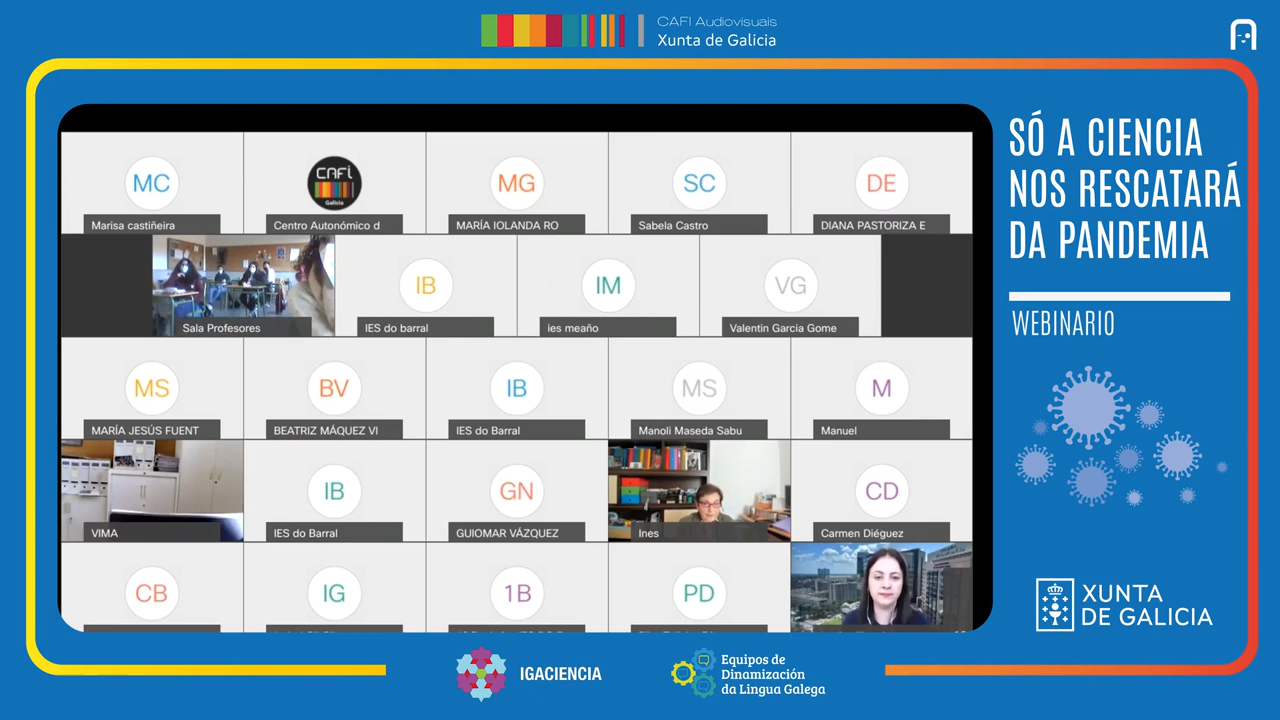 CAFI Audiovisuais
Xunta de Galicia
SÓ A CIENCIA
NOS RESCATARÁ
DA PANDEMIA
WEBINARIO
MC
CAFI
Galicia
MG
SC
DE
Marisa castiñeira
Centro Autonómico d
MARÍA IOLANDA RO
Sabela Castro
DIANA PASTORIZA E
IB
IM
VG
Sala Profesores
IES do barral
ies meaño
Valentin Garcia Gome
MS
BV
IB
MS
M
MARÍA JESÚS FUENT
BEATRIZ MÁQUEZ VI
IES do Barral
Manoli Maseda Sabu
Manuel
IB
GN
CD
VIMA
IES do Barral
GUIOMAR VÁZQUEZ
Ines
Carmen Diéguez
CB
IG
1B
PD
XUNTA
DE GALICIA
IGACIENCIA
Equipos de
Dinamización
da Lingua Galega